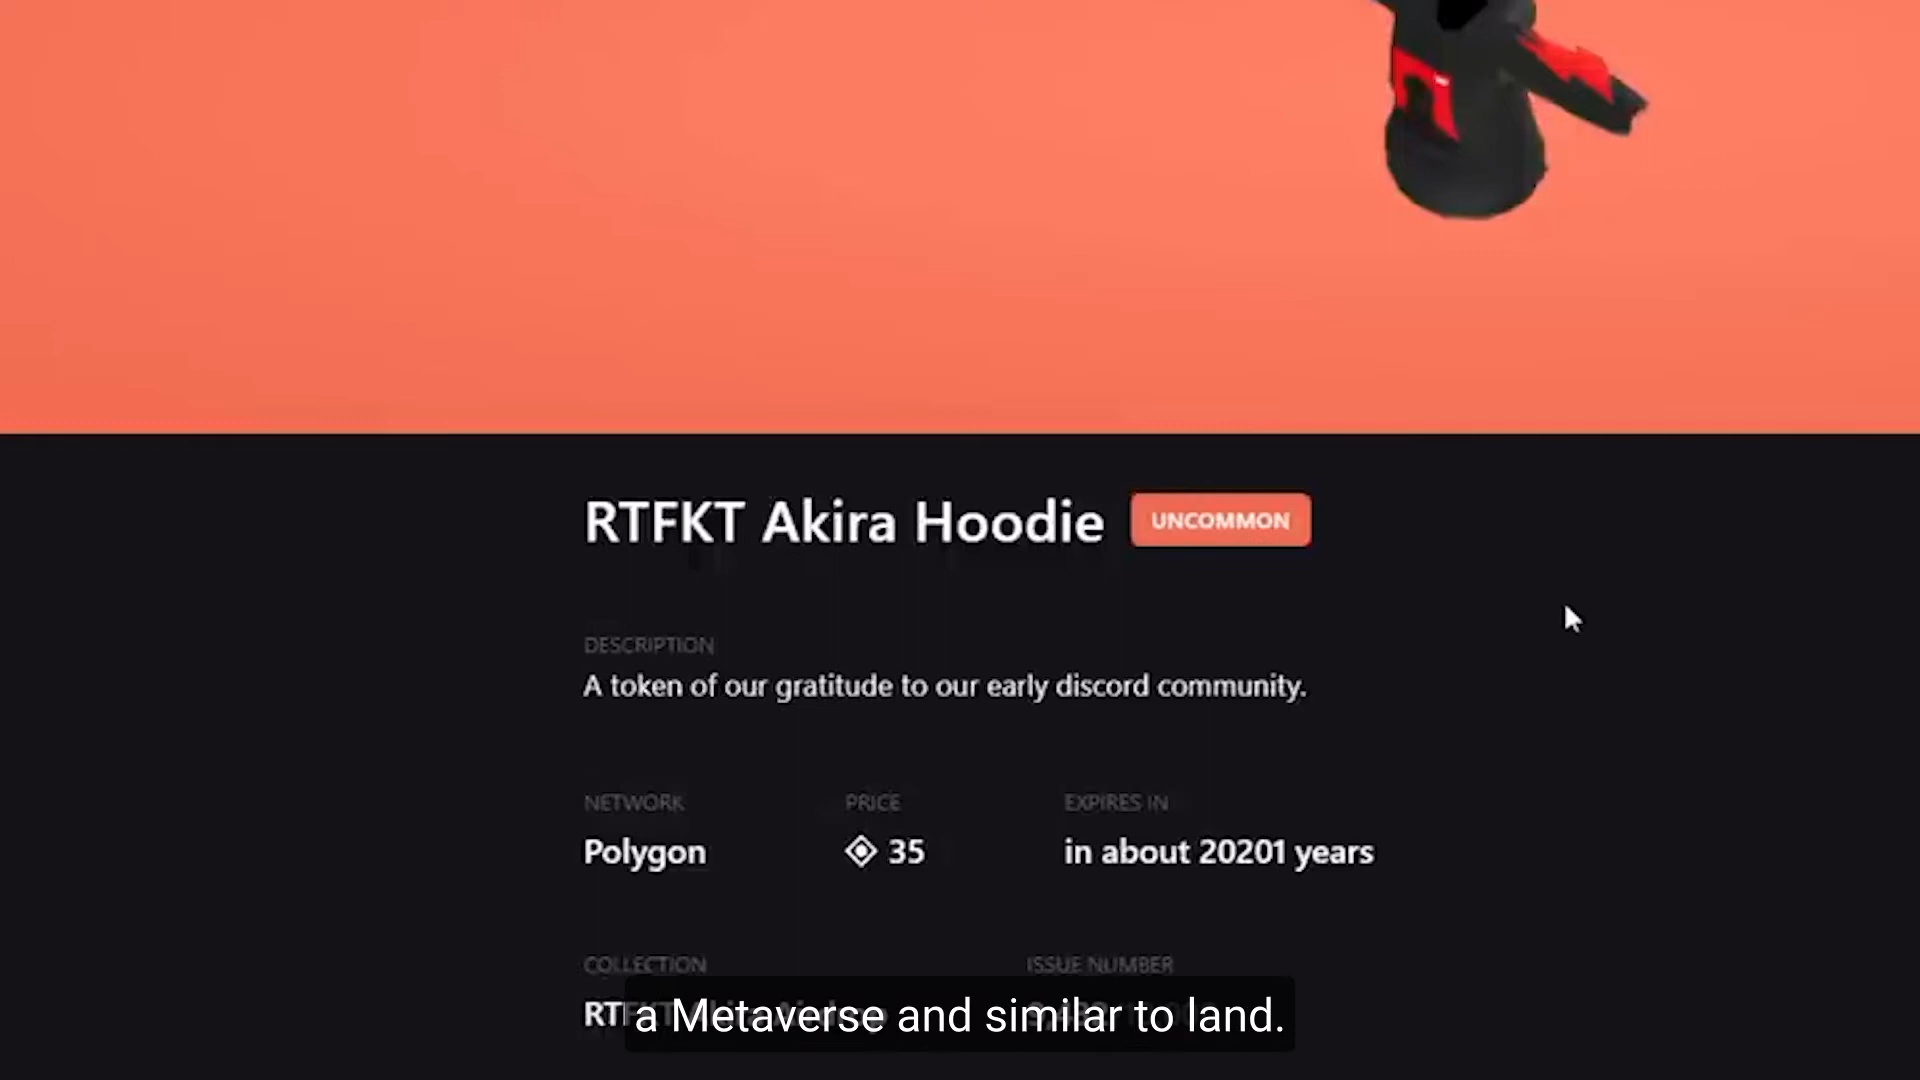 RTFKT Akira Hoodie UNCOMMON
DESCRIPTION
A token of our gratitude to our early discord community.
NETWORK PRICE EXPIRES IN
Polygon 35 in about 20201 years
COLLECTION ISSUE NUMBER
a Metaverse and similar to land.